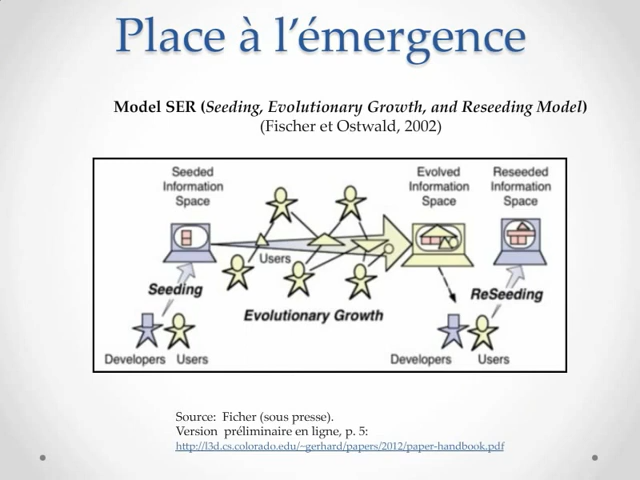 Place à l'émergence
Model SER (Seeding, Evolutionary Growth, and Reseeding Model)
(Fischer et Ostwald, 2002)
Seeded
Information
Space
Evolved
Information
Space
Reseeded
Information
Space
Users
Seeding
ReSeeding
Evolutionary Growth
Developers Users
Developers Users
Source: Ficher (sous presse).
Version préliminaire en ligne, p. 5:
http://l3d.cs.colorado.edu/~gerhard/papers/2012/paper-handbook.pdf